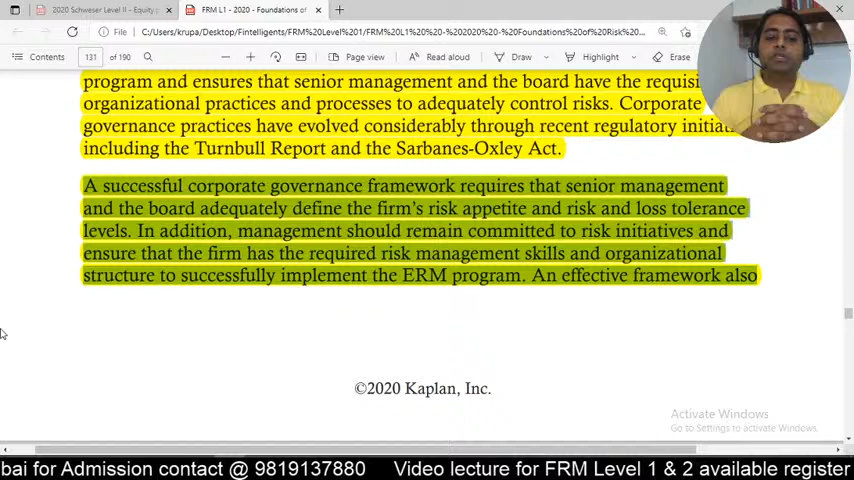 2020 Schweser Level II - Equity.
FRM L1 - 2020 - Foundations of
C:/Users/krupa/Desktop/Fintelligents/FRM%20Level%201/FRM%20L1%20%20-%202020%20-%20Foundations%20of%20Risk%20M...
Contents
131 of 190
Page view
Read aloud
Draw
Highlight
Erase
program and ensures that senior management and the board have the
organizational practices and processes to adequately control risks. Corporate
governance practices have evolved considerably through recent regulatory
including the Turnbull Report and the Sarbanes-Oxley Act.
A successful corporate governance framework requires that senior management
and the board adequately define the firm's risk appetite and risk and loss tolerance
levels. In addition, management should remain committed to risk initiatives and
ensure that the firm has the required risk management skills and organizational
structure to successfully implement the ERM program. An effective framework also
©2020 Kaplan, Inc.
Activate Windows
Go to Settings to activate Windows.
bai for Admission contact @ 9819137880 Video lecture for FRM Level 1 & 2 available register